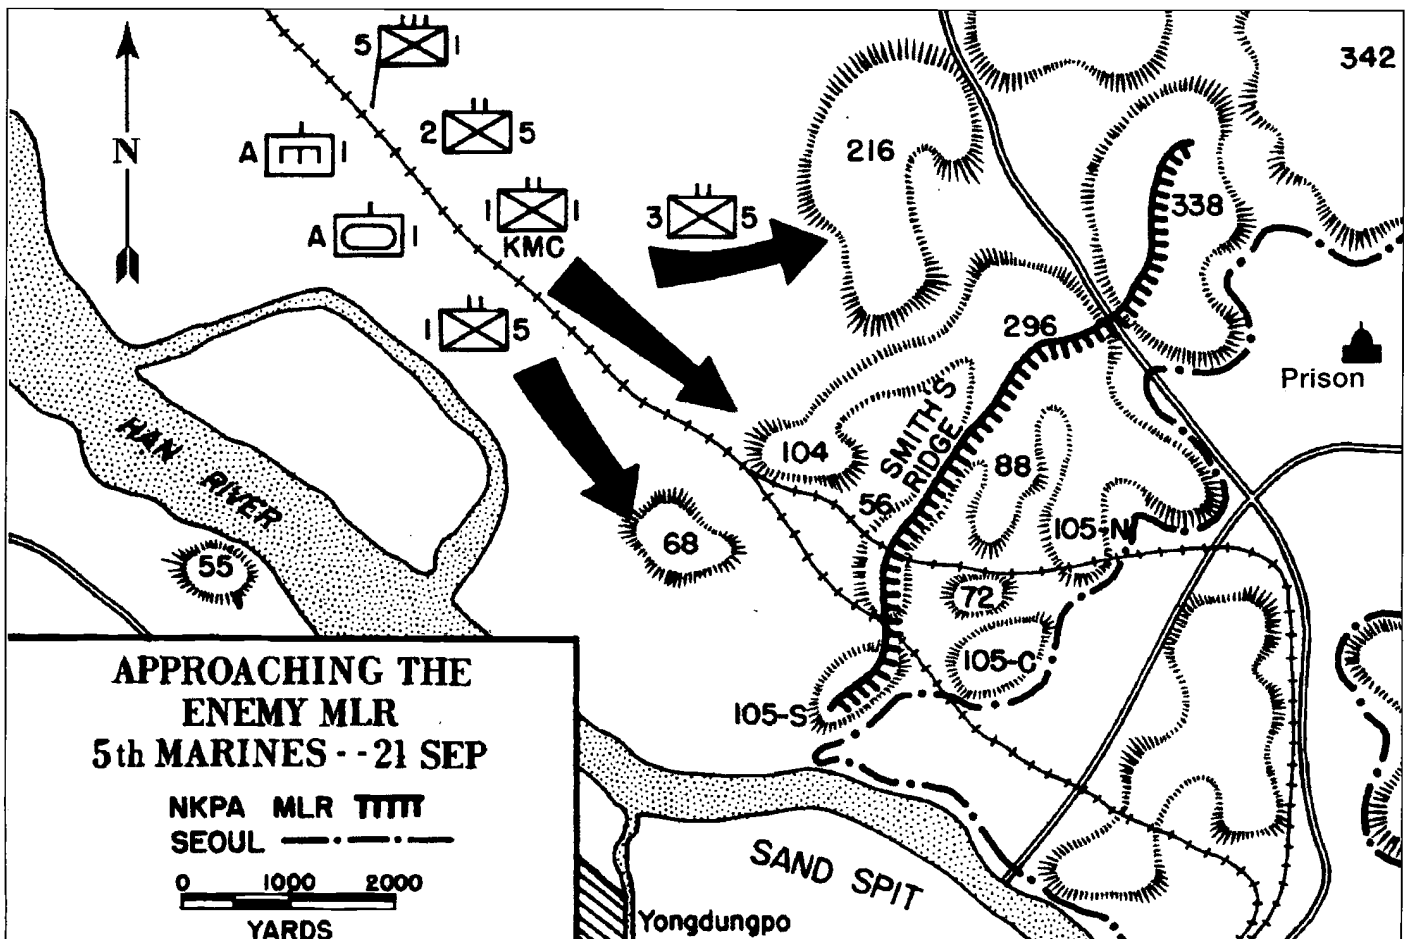 5 1
342
2 5
N
A 1
216
1 1
KMC
3 5
338
A 1
1 5
296
Prison
SMITH'S
RIDGE
104
88
56
HAN
RIVER
105-N
68
55
72
105-C
105-S
APPROACHING THE
ENEMY MLR
5th MARINES - - 21 SEP
NKPA MLR
SEOUL
0 1000 2000
YARDS
SAND SPIT
Yongdungpo